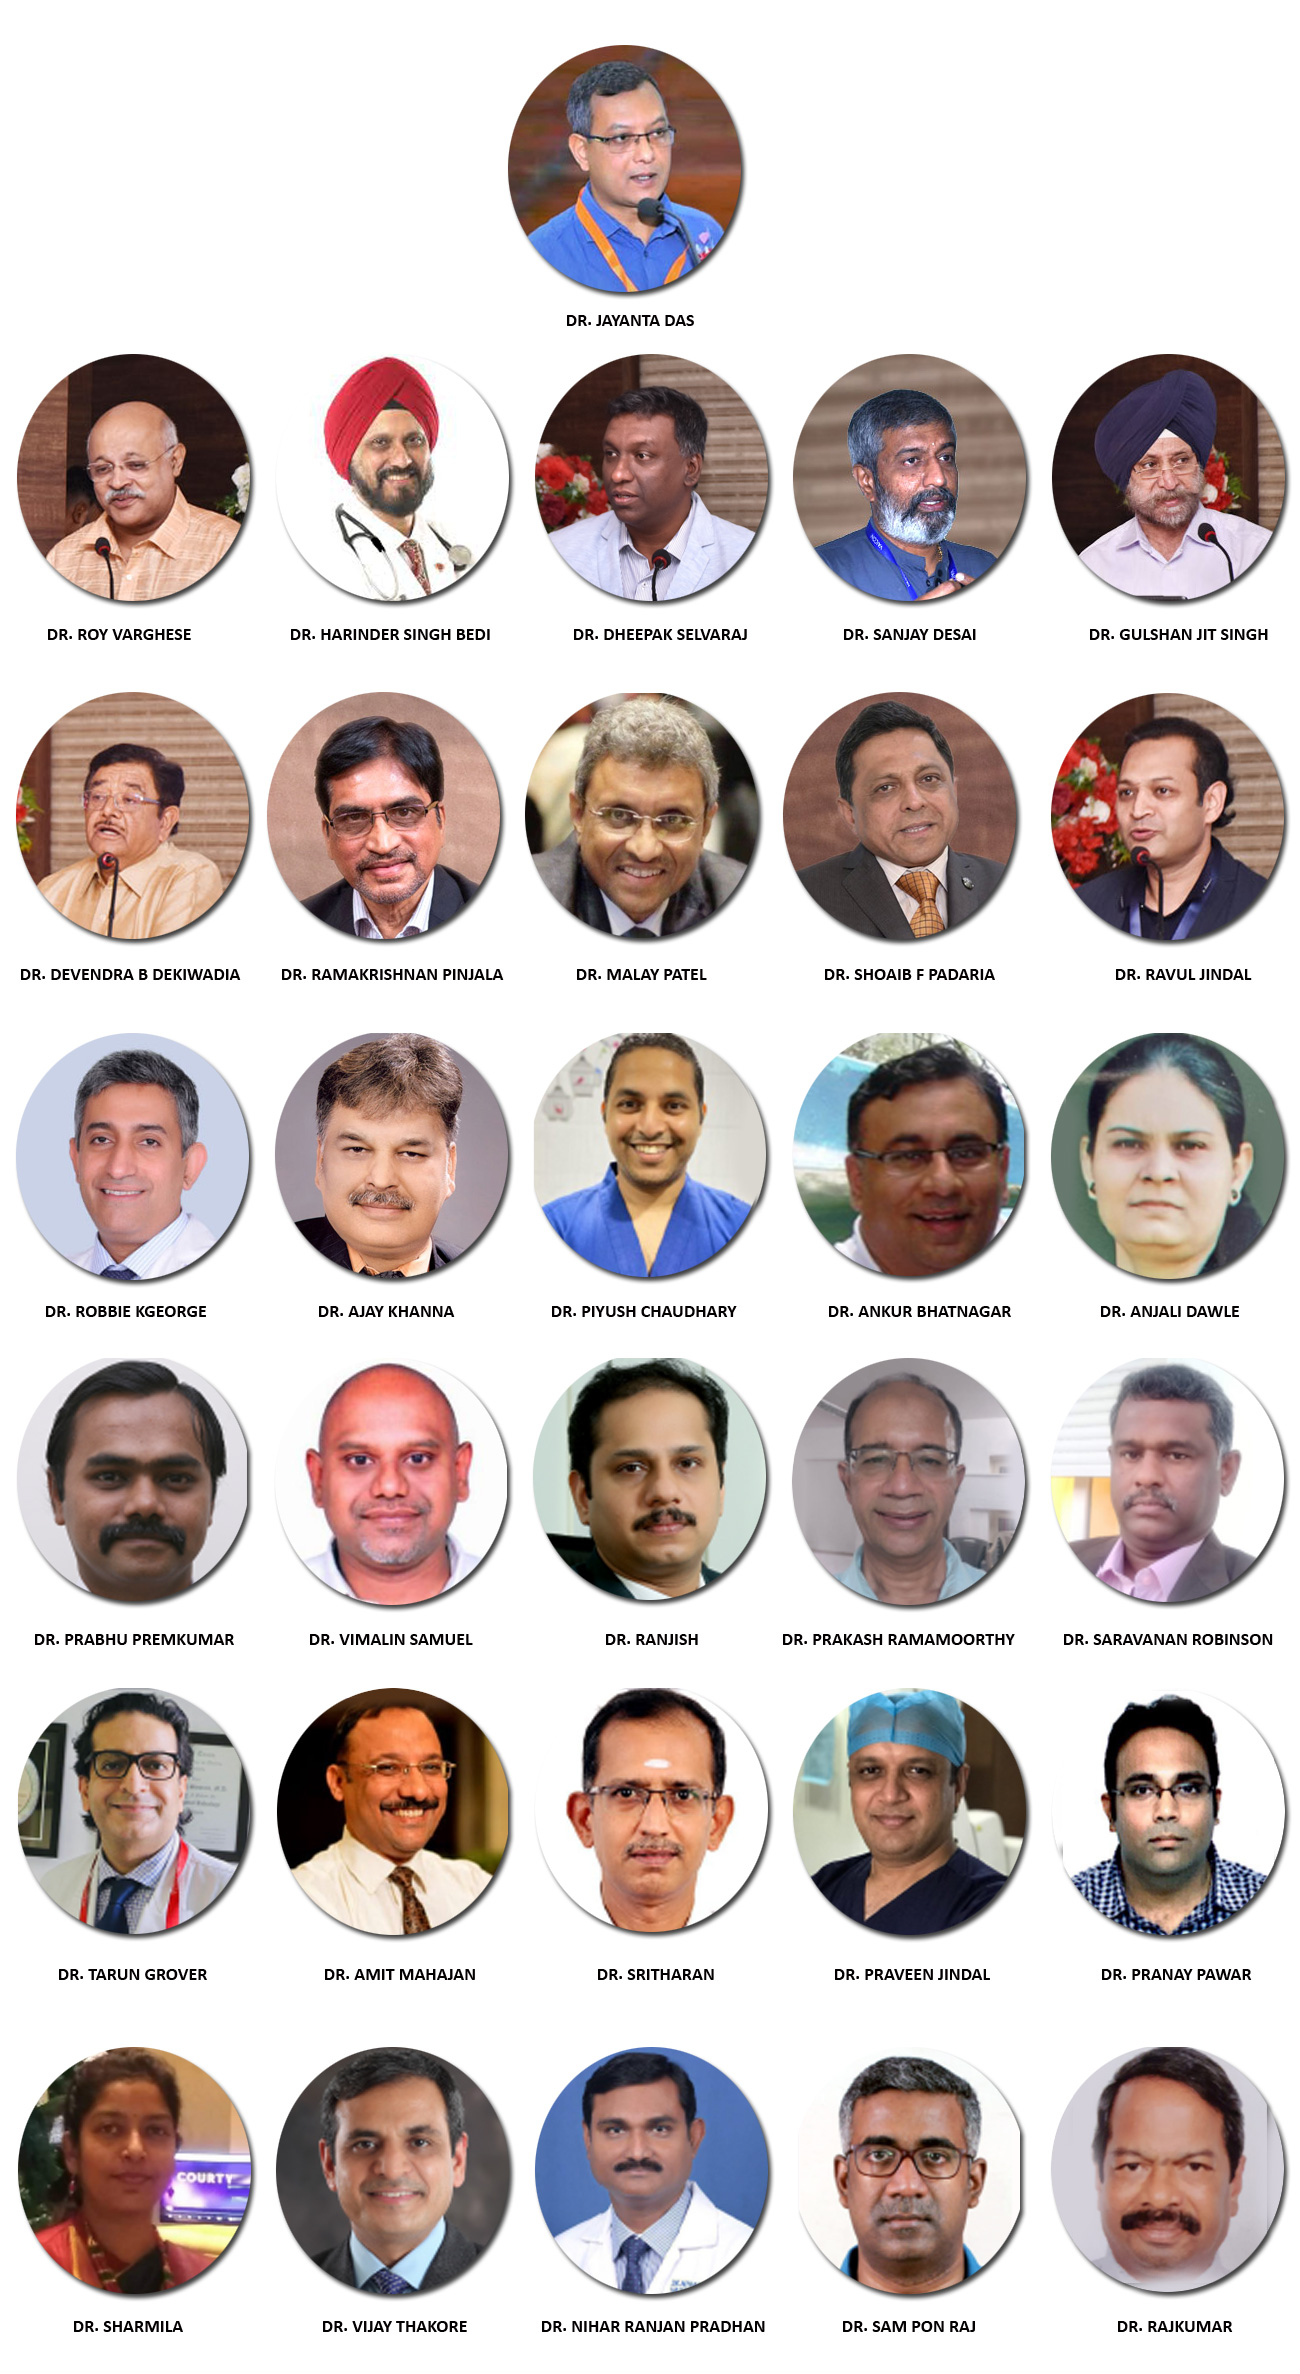 DR. JAYANTA DAS
DR. ROY VARGHESE
DR. HARINDER SINGH BEDI
DR. DHEEPAK SELVARAJ
DR. SANJAY DESAI
DR. GULSHAN JIT SINGH
DR. DEVENDRA B DEKIWADIA
DR. RAMAKRISHNAN PINJALA
DR. MALAY PATEL
DR. SHOAIB F PADARIA
DR. RAVUL JINDAL
DR. ROBBIE KGEORGE
DR. AJAY KHANNA
DR. PIYUSH CHAUDHARY
DR. ANKUR BHATNAGAR
DR. ANJALI DAWLE
DR. PRABHU PREMKUMAR
DR. VIMALIN SAMUEL
DR. RANJISH
DR. PRAKASH RAMAMOORTHY
DR. SARAVANAN ROBINSON
DR. TARUN GROVER
DR. AMIT MAHAJAN
DR. SRITHARAN
DR. PRAVEEN JINDAL
DR. PRANAY PAWAR
COURTY
DR. SHARMILA
DR. VIJAY THAKORE
DR. NIHAR RANJAN PRADHAN
DR. SAM PON RAJ
DR. RAJKUMAR